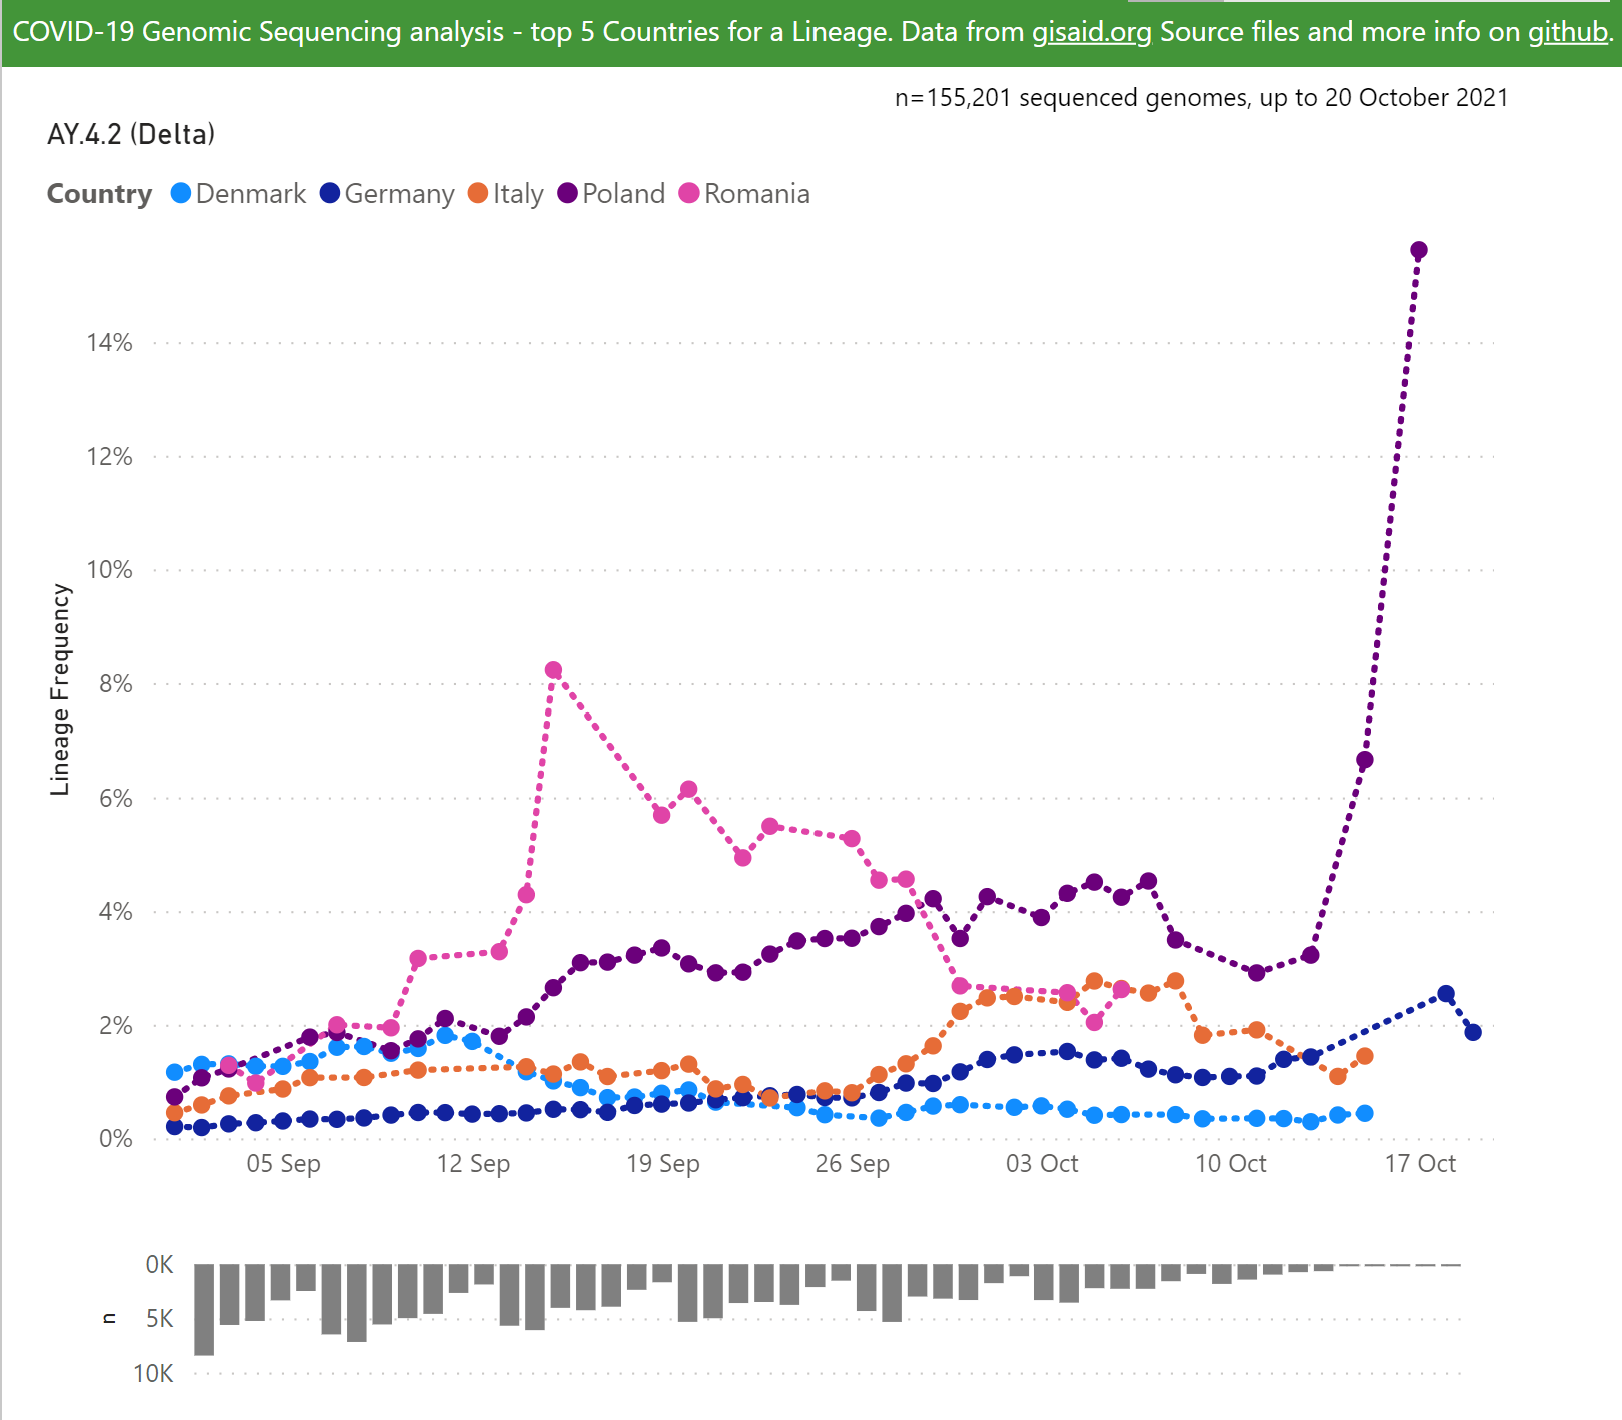 COVID-19 Genomic Sequencing analysis - top 5 Countries for a Lineage. Data from gisaid.org Source files and more info on github.
n=155,201 sequenced genomes, up to 20 October 2021
AY.4.2 (Delta)
Country Denmark Germany Italy Poland Romania
14%
12%
10%
8%
6%
4%
2%
0%
Lineage Frequency
05 Sep 12 Sep 19 Sep 26 Sep 03 Oct 10 Oct 17 Oct
0K
5K
10K
n